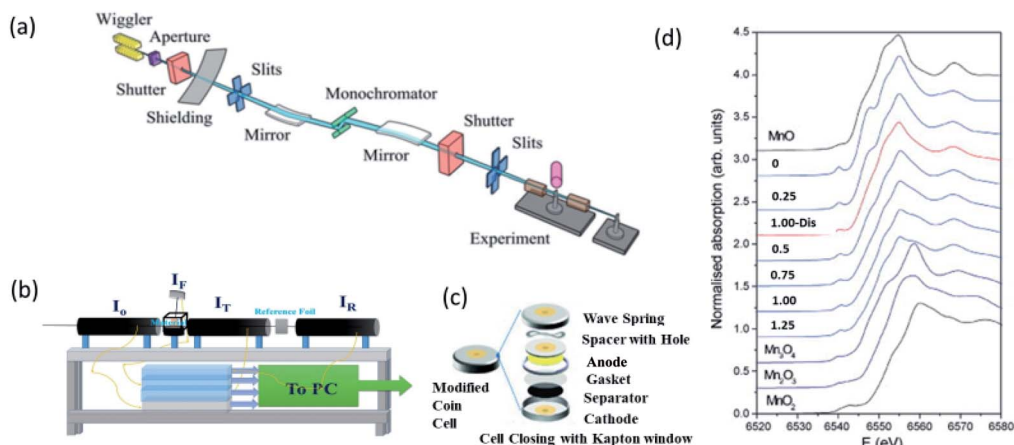 (a)
Wiggler
Aperture
Shutter
Shielding
Slits
Mirror
Monochromator
Mirror
Shutter
Slits
Experiment
(b)
I_o
I_F
I_T
Reference Foil
I_R
To PC
(c)
Modified
Coin
Cell
Wave Spring
Spacer with Hole
Anode
Gasket
Separator
Cathode
Cell Closing with Kapton window
(d)
Normalised absorption (arb. units)
4.5
4.0
3.5
3.0
2.5
2.0
1.5
1.0
0.5
0.0
MnO
0
0.25
1.00-Dis
0.5
0.75
1.00
1.25
Mn₃O₄
Mn₂O₃
MnO₂
6520 6530 6540 6550 6560 6570 6580
E (eV)